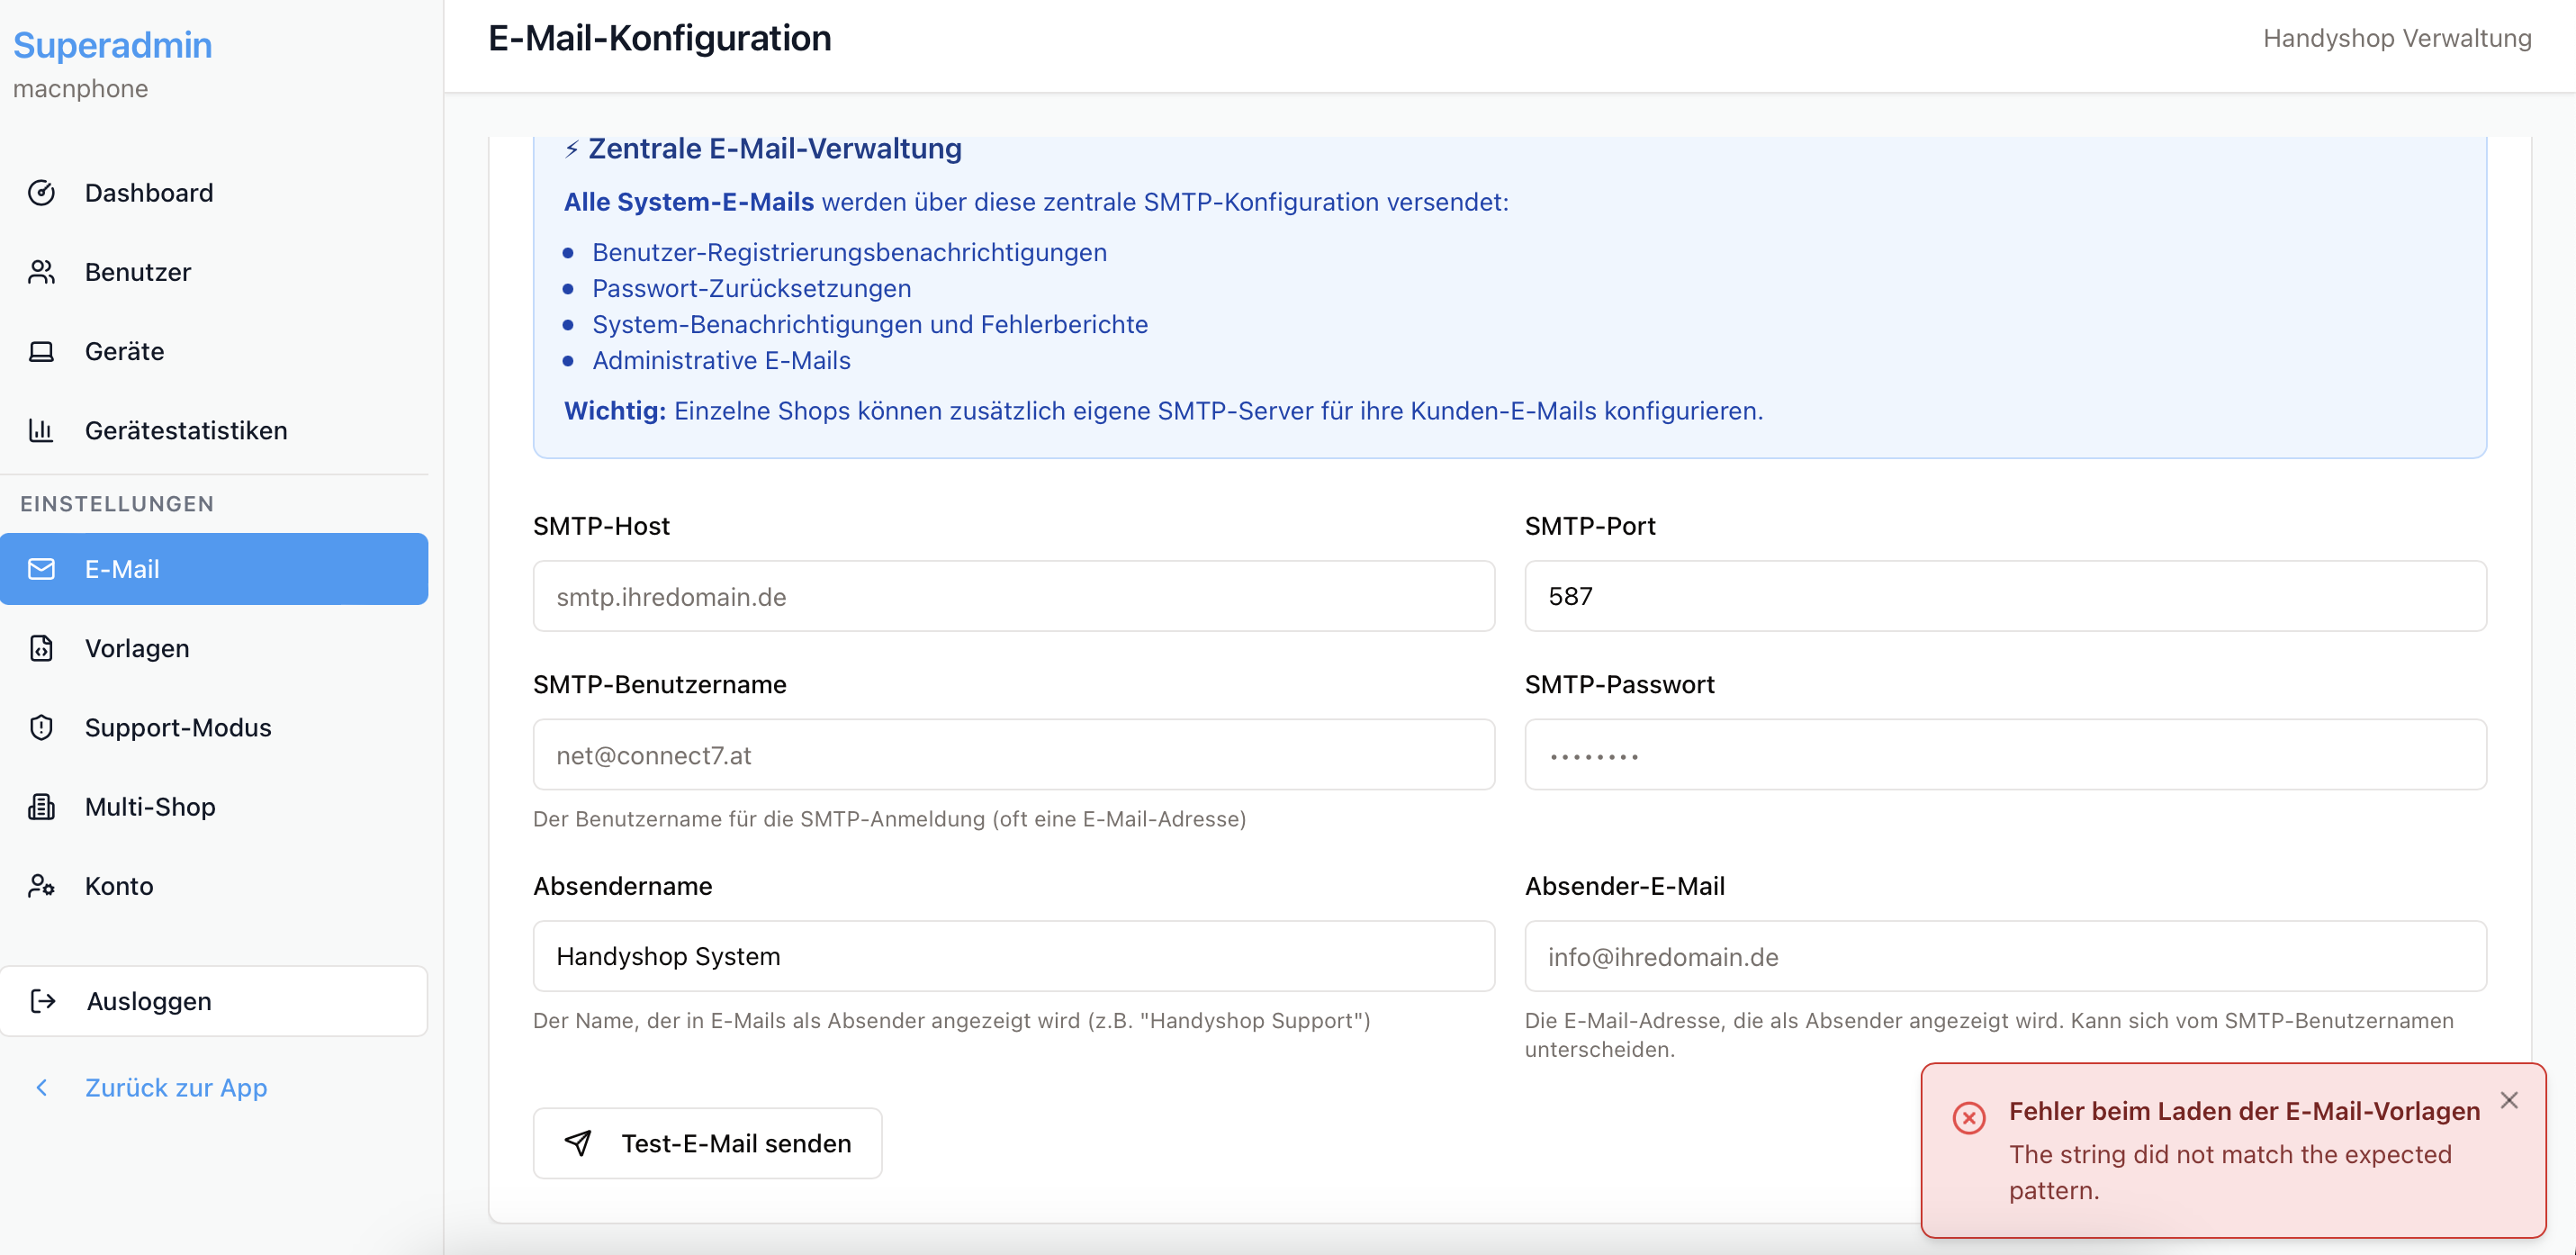 Superadmin
macnphone
Dashboard
Benutzer
Geräte
Gerätestatistiken
EINSTELLUNGEN
E-Mail
Vorlagen
Support-Modus
Multi-Shop
Konto
Ausloggen
Zurück zur App
E-Mail-Konfiguration
Handyshop Verwaltung
⚡ Zentrale E-Mail-Verwaltung
Alle System-E-Mails werden über diese zentrale SMTP-Konfiguration versendet:
• Benutzer-Registrierungsbenachrichtigungen
• Passwort-Zurücksetzungen
• System-Benachrichtigungen und Fehlerberichte
• Administrative E-Mails
Wichtig: Einzelne Shops können zusätzlich eigene SMTP-Server für ihre Kunden-E-Mails konfigurieren.
SMTP-Host
smtp.ihredomain.de
SMTP-Port
587
SMTP-Benutzername
net@connect7.at
Der Benutzername für die SMTP-Anmeldung (oft eine E-Mail-Adresse)
SMTP-Passwort
••••••••
Absendername
Handyshop System
Der Name, der in E-Mails als Absender angezeigt wird (z.B. "Handyshop Support")
Absender-E-Mail
info@ihredomain.de
Die E-Mail-Adresse, die als Absender angezeigt wird. Kann sich vom SMTP-Benutzernamen
unterscheiden.
Test-E-Mail senden
Fehler beim Laden der E-Mail-Vorlagen
The string did not match the expected
pattern.